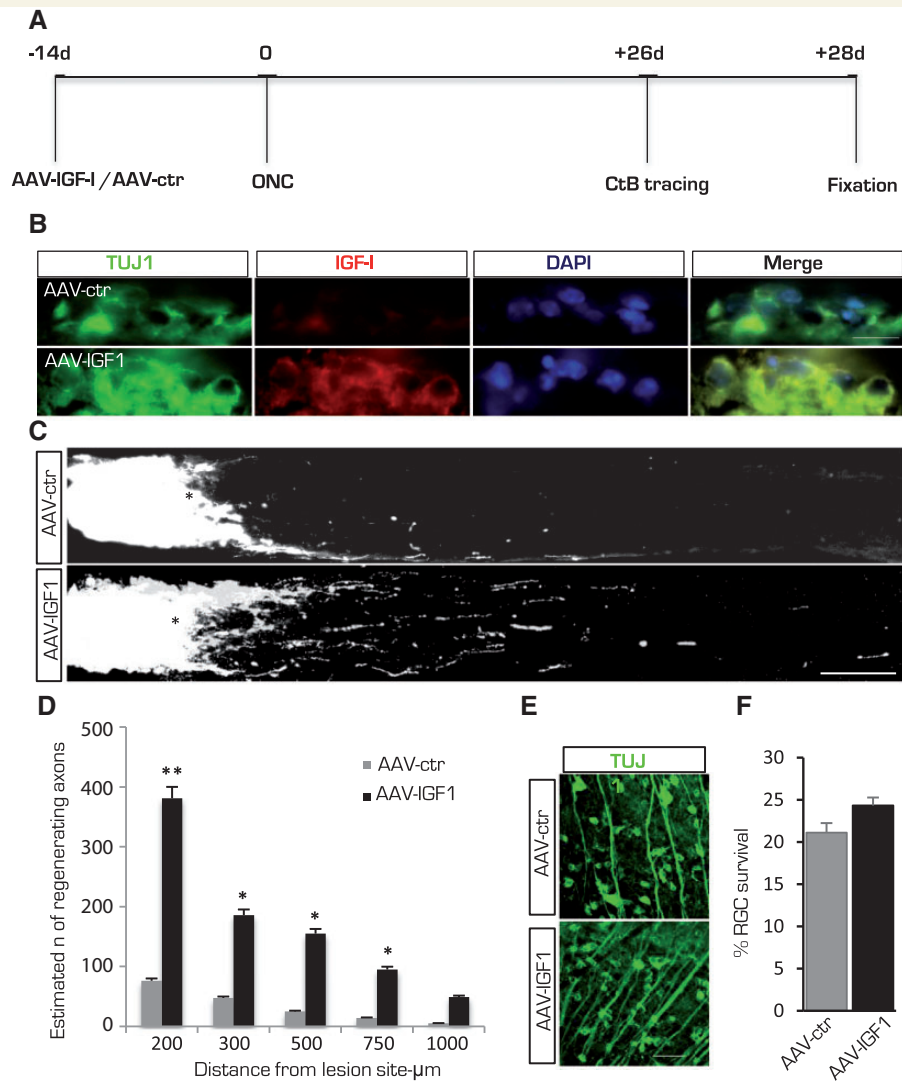 A
-14d 0 +26d +28d
AAV-IGF-I / AAV-ctr ONC CtB tracing Fixation
B
TUJ1 IGF-I DAPI Merge
AAV-ctr
AAV-IGF1
C
AAV-ctr
*
AAV-IGF1
*
D
Estimated n of regenerating axons
500
400
300
200
100
0
** * * *
AAV-ctr
AAV-IGF1
200 300 500 750 1000
Distance from lesion site-µm
E
TUJ
1
AAV-ctr
AAV-IGF1
F
% RGC survival
30
25
20
15
10
5
0
AAV-ctr AAV-IGF1